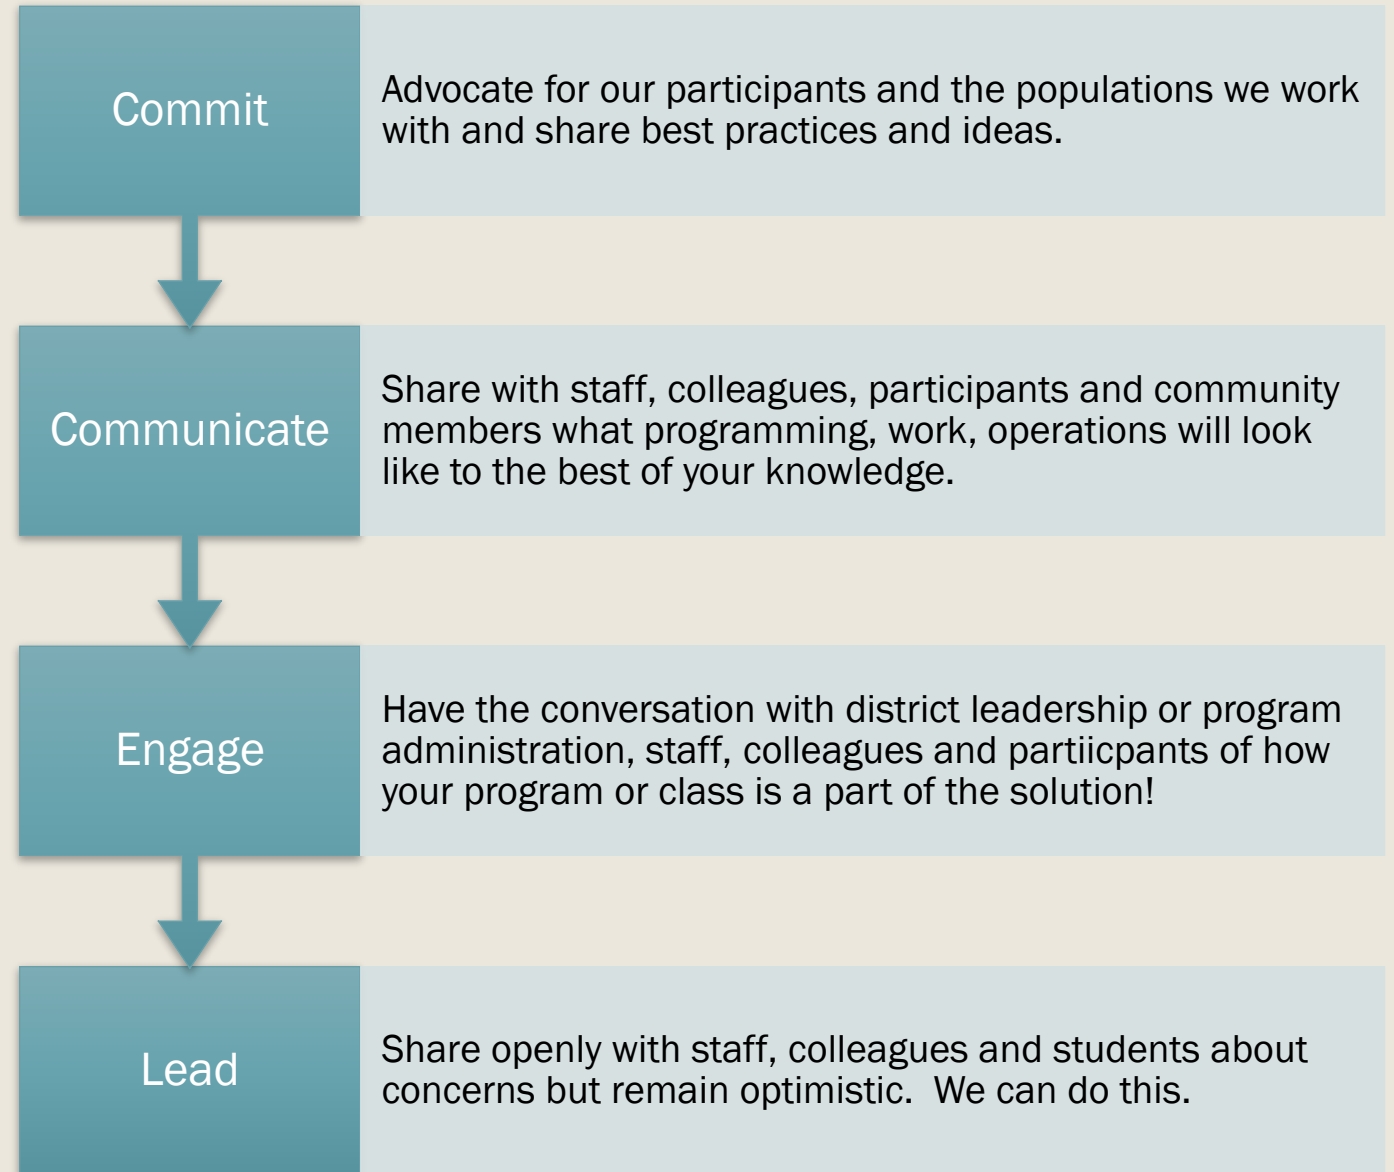 Commit
Advocate for our participants and the populations we work
with and share best practices and ideas.
Communicate
Share with staff, colleagues, participants and community
members what programming, work, operations will look
like to the best of your knowledge.
Engage
Have the conversation with district leadership or program
administration, staff, colleagues and partiicpants of how
your program or class is a part of the solution!
Lead
Share openly with staff, colleagues and students about
concerns but remain optimistic.  We can do this.